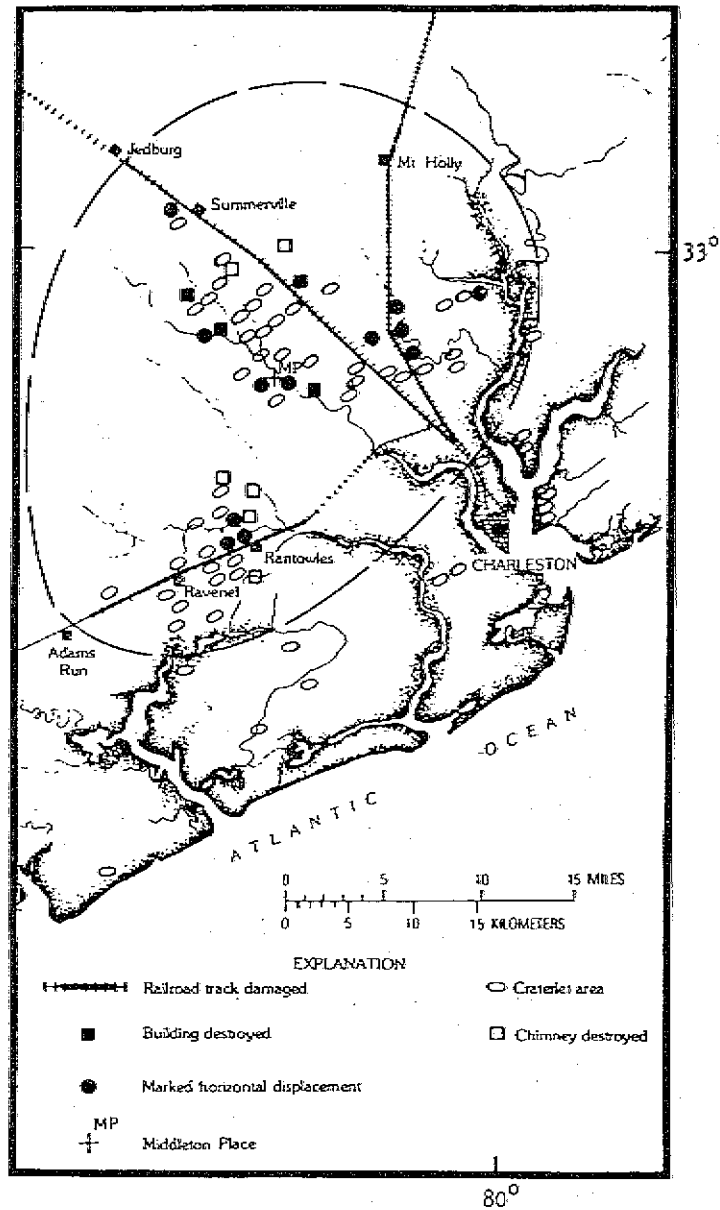 Jedburg
Mt Holly
Summerville
33°
MP
Rantowles
CHARLESTON
Ravenel
Adams
Run
ATLANTIC OCEAN
0 5 10 15 MILES
0 5 10 15 KILOMETERS
EXPLANATION
Railroad track damaged
Craterlet area
Building destroyed
Chimney destroyed
Marked horizontal displacement
MP
Middleton Place
80°